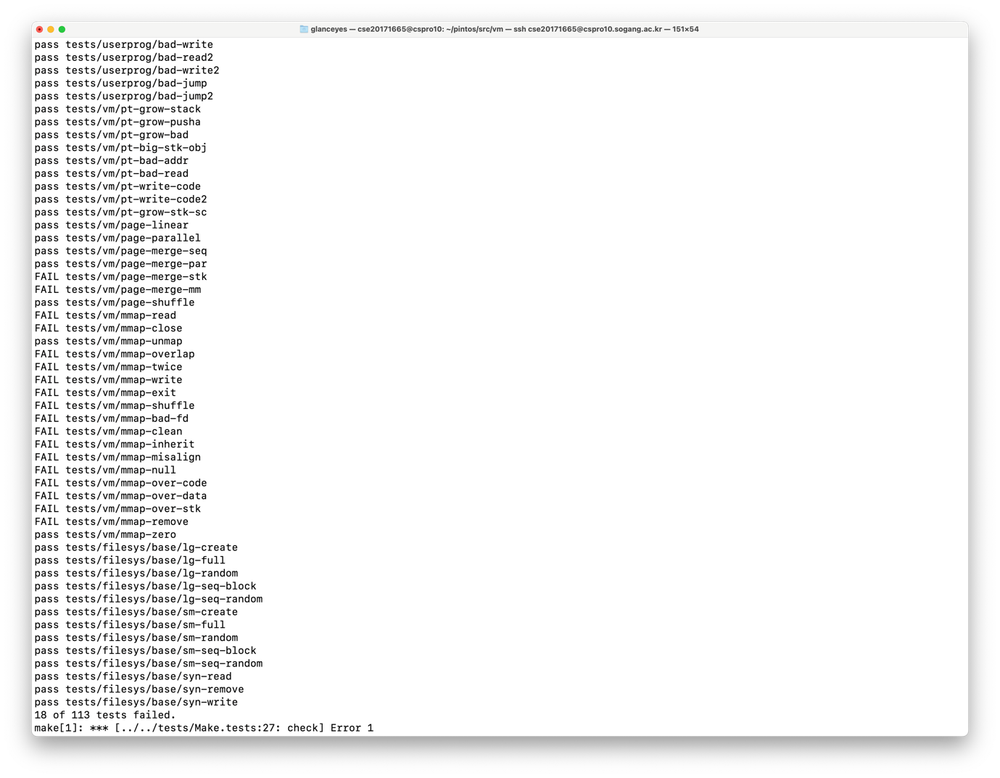 glanceyes — cse20171665@cspro10: ~/pintos/src/vm — ssh cse20171665@cspro10.sogang.ac.kr — 151×54
pass tests/userprog/bad-write
pass tests/userprog/bad-read2
pass tests/userprog/bad-write2
pass tests/userprog/bad-jump
pass tests/userprog/bad-jump2
pass tests/vm/pt-grow-stack
pass tests/vm/pt-grow-pusha
pass tests/vm/pt-grow-bad
pass tests/vm/pt-big-stk-obj
pass tests/vm/pt-bad-addr
pass tests/vm/pt-bad-read
pass tests/vm/pt-write-code
pass tests/vm/pt-write-code2
pass tests/vm/pt-grow-stk-sc
pass tests/vm/page-linear
pass tests/vm/page-parallel
pass tests/vm/page-merge-seq
pass tests/vm/page-merge-par
FAIL tests/vm/page-merge-stk
FAIL tests/vm/page-merge-mm
pass tests/vm/page-shuffle
FAIL tests/vm/mmap-read
FAIL tests/vm/mmap-close
pass tests/vm/mmap-unmap
FAIL tests/vm/mmap-overlap
FAIL tests/vm/mmap-twice
FAIL tests/vm/mmap-write
FAIL tests/vm/mmap-exit
FAIL tests/vm/mmap-shuffle
FAIL tests/vm/mmap-bad-fd
FAIL tests/vm/mmap-clean
FAIL tests/vm/mmap-inherit
FAIL tests/vm/mmap-misalign
FAIL tests/vm/mmap-null
FAIL tests/vm/mmap-over-code
FAIL tests/vm/mmap-over-data
FAIL tests/vm/mmap-over-stk
FAIL tests/vm/mmap-remove
pass tests/vm/mmap-zero
pass tests/filesys/base/lg-create
pass tests/filesys/base/lg-full
pass tests/filesys/base/lg-random
pass tests/filesys/base/lg-seq-block
pass tests/filesys/base/lg-seq-random
pass tests/filesys/base/sm-create
pass tests/filesys/base/sm-full
pass tests/filesys/base/sm-random
pass tests/filesys/base/sm-seq-block
pass tests/filesys/base/sm-seq-random
pass tests/filesys/base/syn-read
pass tests/filesys/base/syn-remove
pass tests/filesys/base/syn-write
18 of 113 tests failed.
make[1]: *** [../../tests/Make.tests:27: check] Error 1